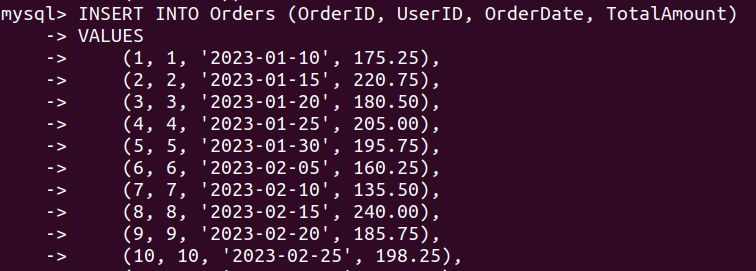 mysql> INSERT INTO Orders (OrderID, UserID, OrderDate, TotalAmount)
    -> VALUES
    ->     (1, 1, '2023-01-10', 175.25),
    ->     (2, 2, '2023-01-15', 220.75),
    ->     (3, 3, '2023-01-20', 180.50),
    ->     (4, 4, '2023-01-25', 205.00),
    ->     (5, 5, '2023-01-30', 195.75),
    ->     (6, 6, '2023-02-05', 160.25),
    ->     (7, 7, '2023-02-10', 135.50),
    ->     (8, 8, '2023-02-15', 240.00),
    ->     (9, 9, '2023-02-20', 185.75),
    ->     (10, 10, '2023-02-25', 198.25),